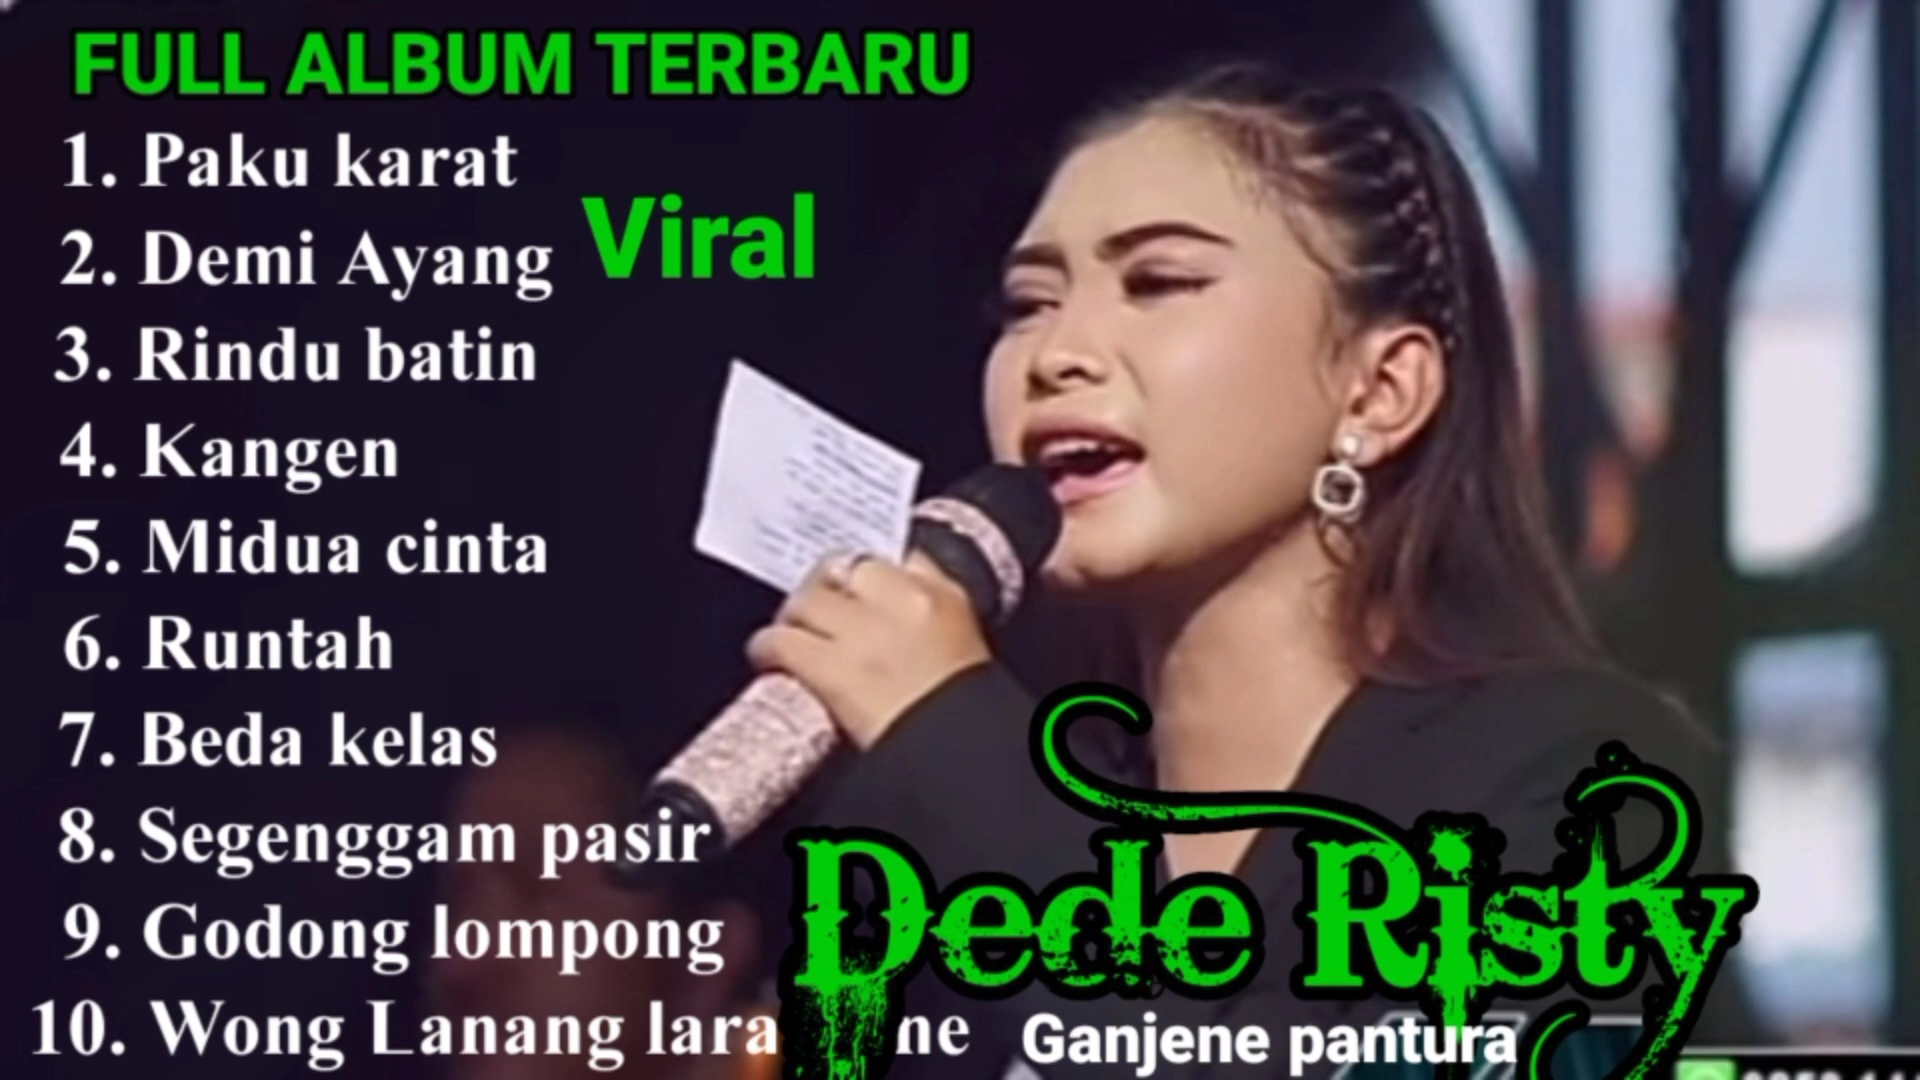 FULL ALBUM TERBARU
1. Paku karat
2. Demi Ayang
Viral
3. Rindu batin
4. Kangen
5. Midua cinta
6. Runtah
7. Beda kelas
8. Segenggam pasir
9. Godong lompong
10. Wong Lanang lara
Dede Risty
Ganjene pantura